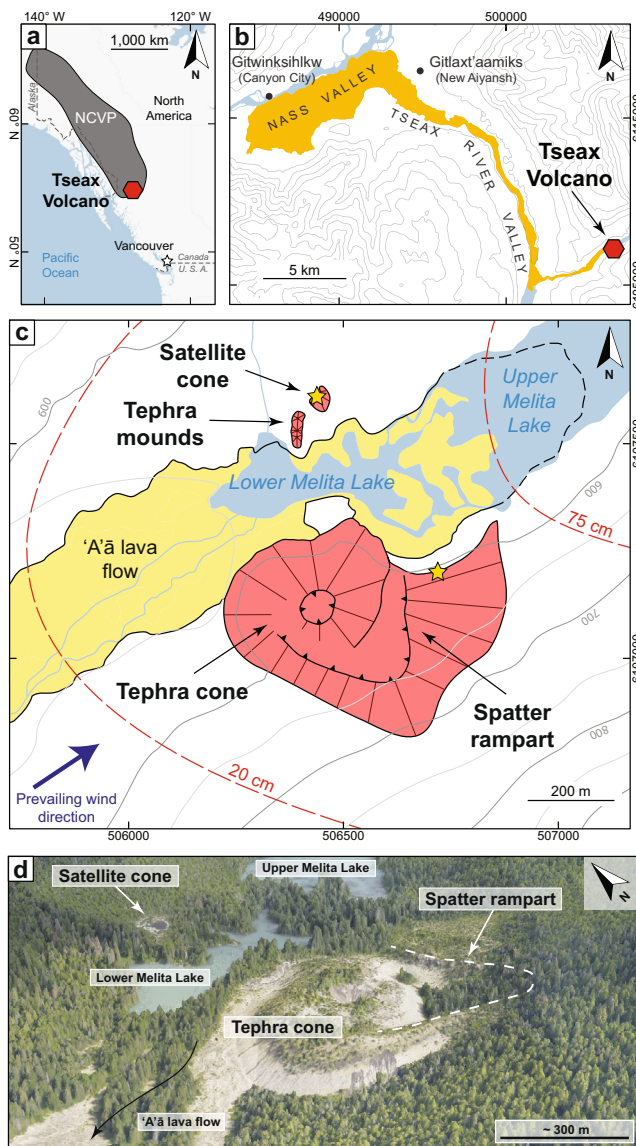 140° W
120° W
a
1,000 km
N
Alaska
60° N
NCVP
North
America
Tseax
Volcano
Vancouver
Canada
U. S. A.
Pacific
Ocean
50° N
490000
500000
b
Gitwinksihlkw
(Canyon City)
Gitlaxt'aamiks
(New Aiyansh)
N
NASS VALLEY
TSEAX RIVER VALLEY
6115000
Tseax
Volcano
5 km
c
Satellite
cone
Tephra
mounds
600
N
Upper
Melita
Lake
6107500
Lower Melita Lake
'A'ā lava
flow
600
75 cm
700
Tephra cone
Spatter
rampart
6107000
800
20 cm
Prevailing wind
direction
200 m
506000
506500
507000
d
Upper Melita Lake
Satellite cone
Spatter rampart
N
Lower Melita Lake
Tephra cone
'A'ā lava flow
~ 300 m